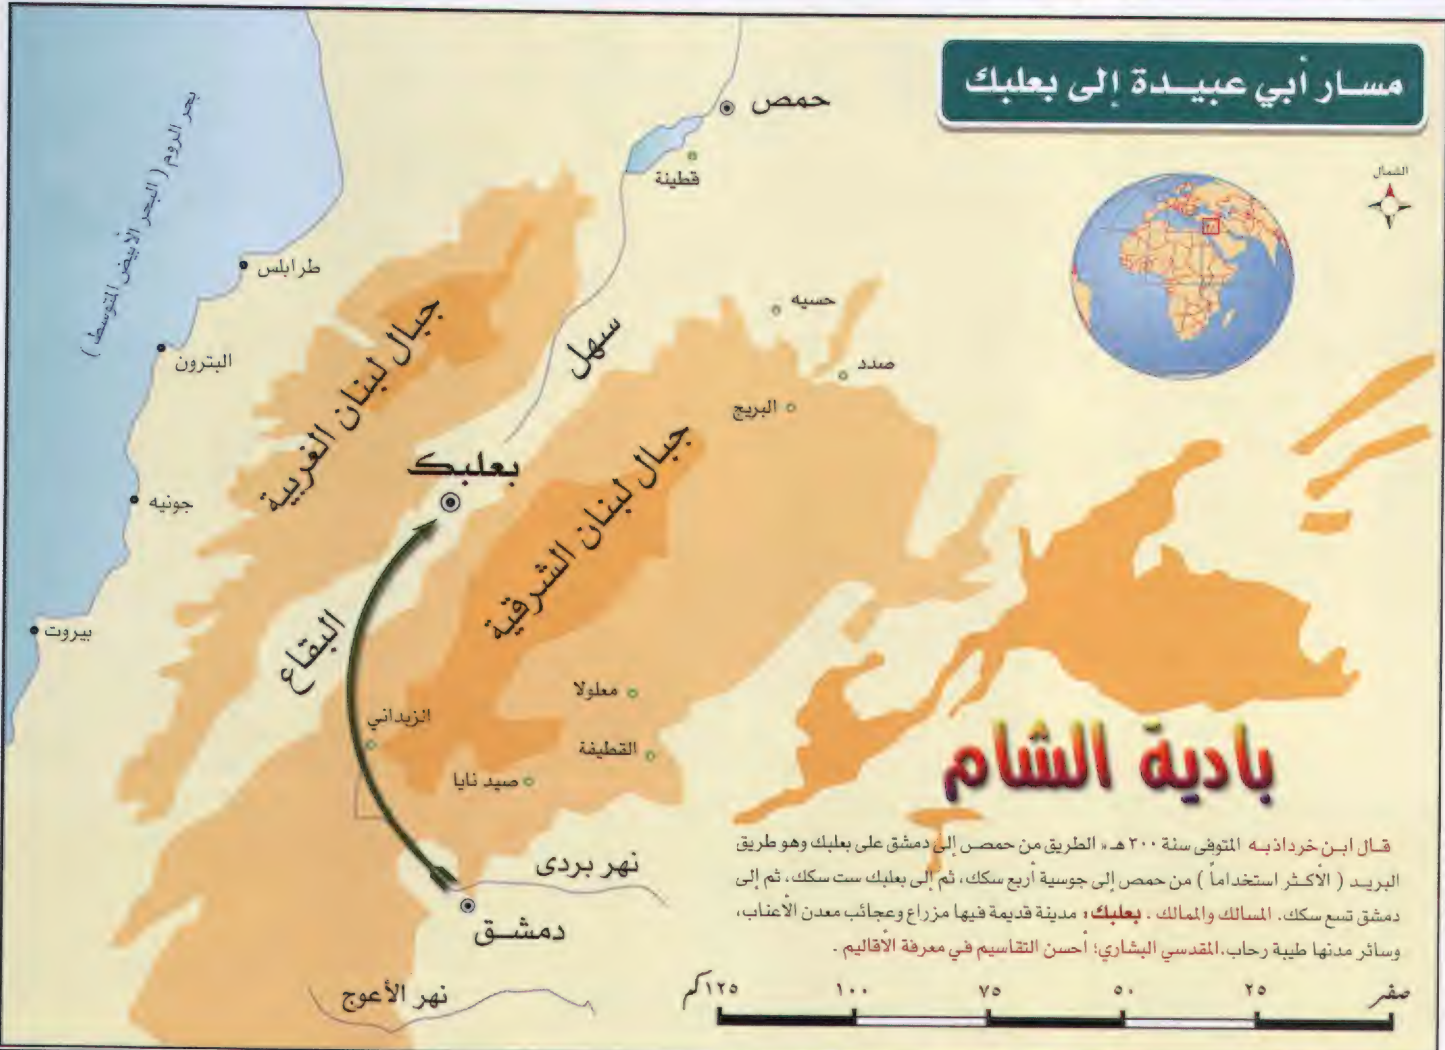 مسار أبي عبيدة إلى بعلبك
الشمال
حمص
قطينة
بحر الروم ( البحر الأبيض المتوسط )
طرابلس
البترون
جونيه
بيروت
جبال لبنان الغربية
سهل
البقاع
حسيه
صدد
البريج
بعلبك
جبال لبنان الشرقية
معلولا
القطيفة
صيد نايا
الزبداني
نهر بردى
دمشق
نهر الأعوج
بادية الشام
قال ابن خرداذبه المتوفى سنة ٣٠٠ هـ « الطريق من حمص إلى دمشق على بعلبك وهو طريق
البريد ( الأكثر استخداماً ) من حمص إلى جوسية أربع سكك، ثم إلى بعلبك ست سكك، ثم إلى
دمشق تسع سكك. المسالك والممالك . بعلبك : مدينة قديمة فيها مزراع وعجائب معدن الأعناب،
وسائر مدنها طيبة رحاب. المقدسي البشاري؛ أحسن التقاسيم في معرفة الأقاليم .
صفر ٢٥ ٥٠ ٧٥ ١٠٠ ١٢٥كم